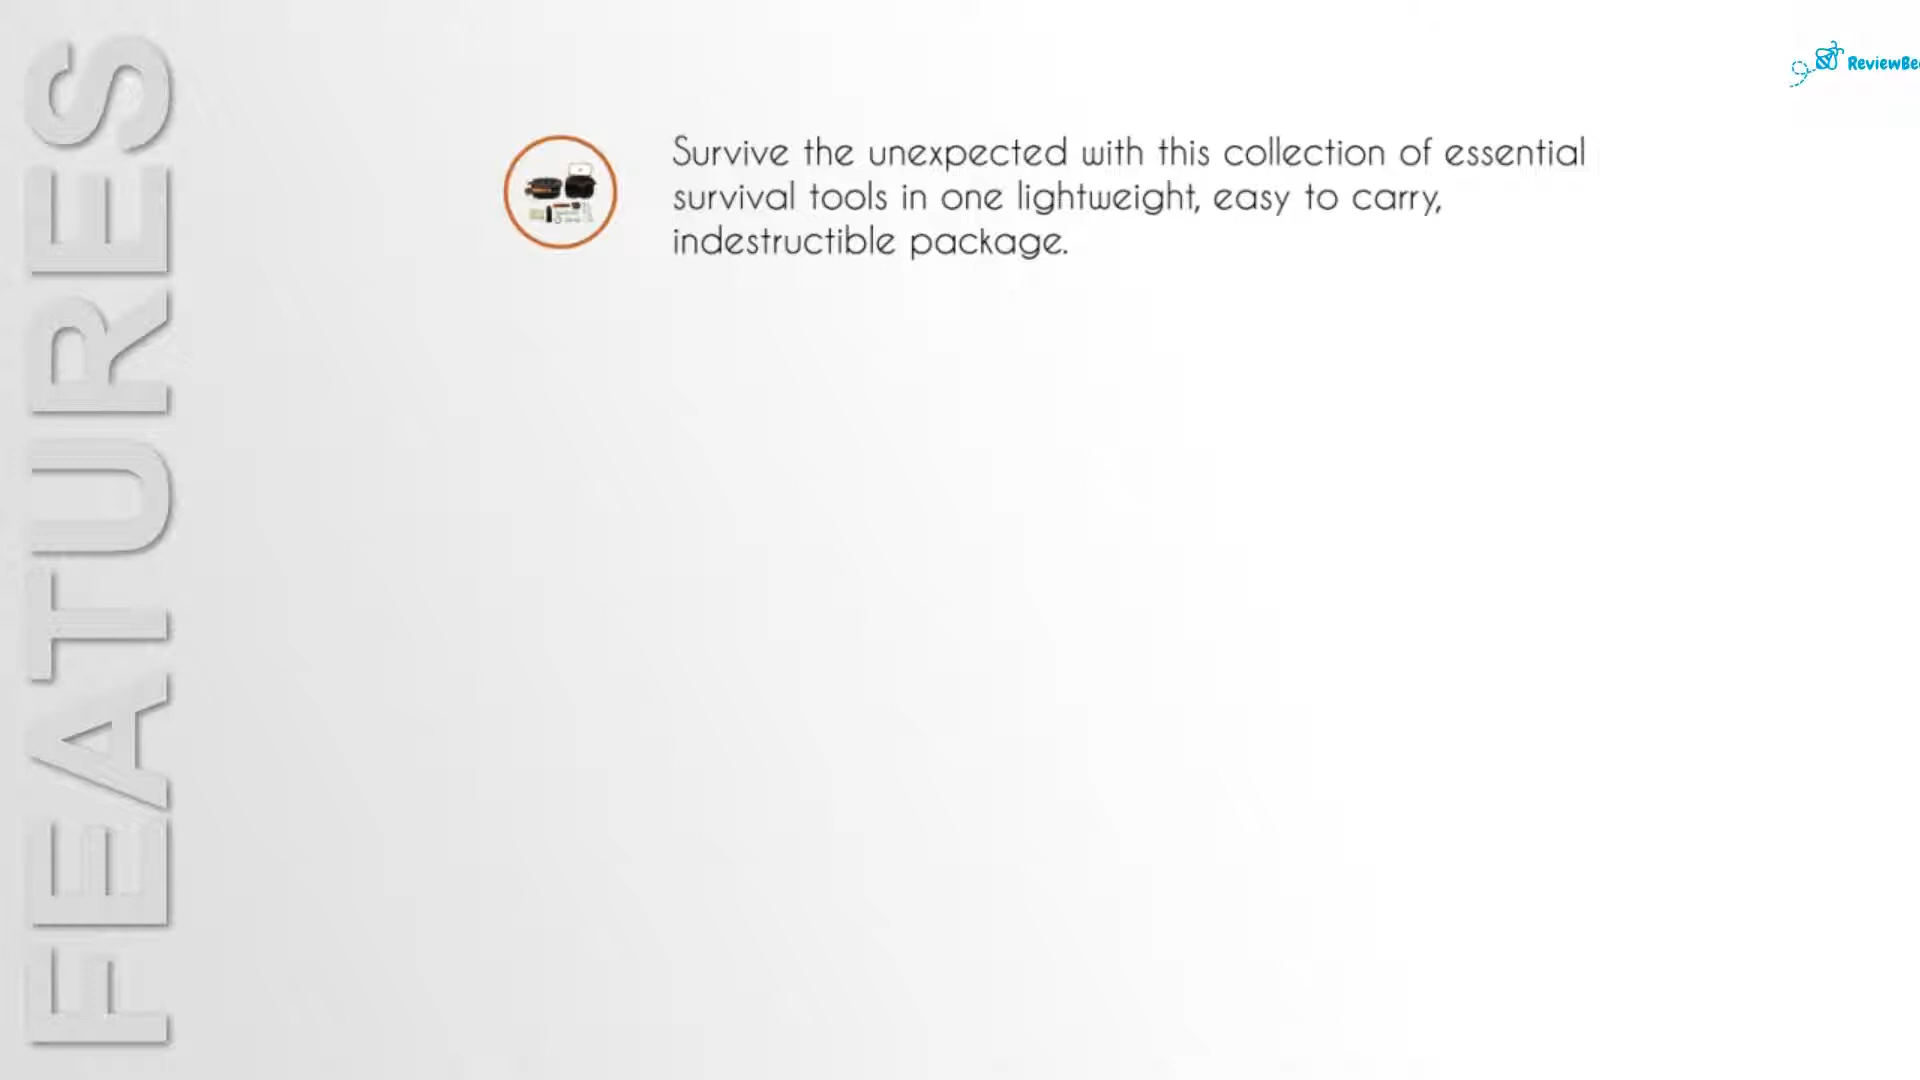 FEATURES
ReviewBee
Survive the unexpected with this collection of essential
survival tools in one lightweight, easy to carry,
indestructible package.